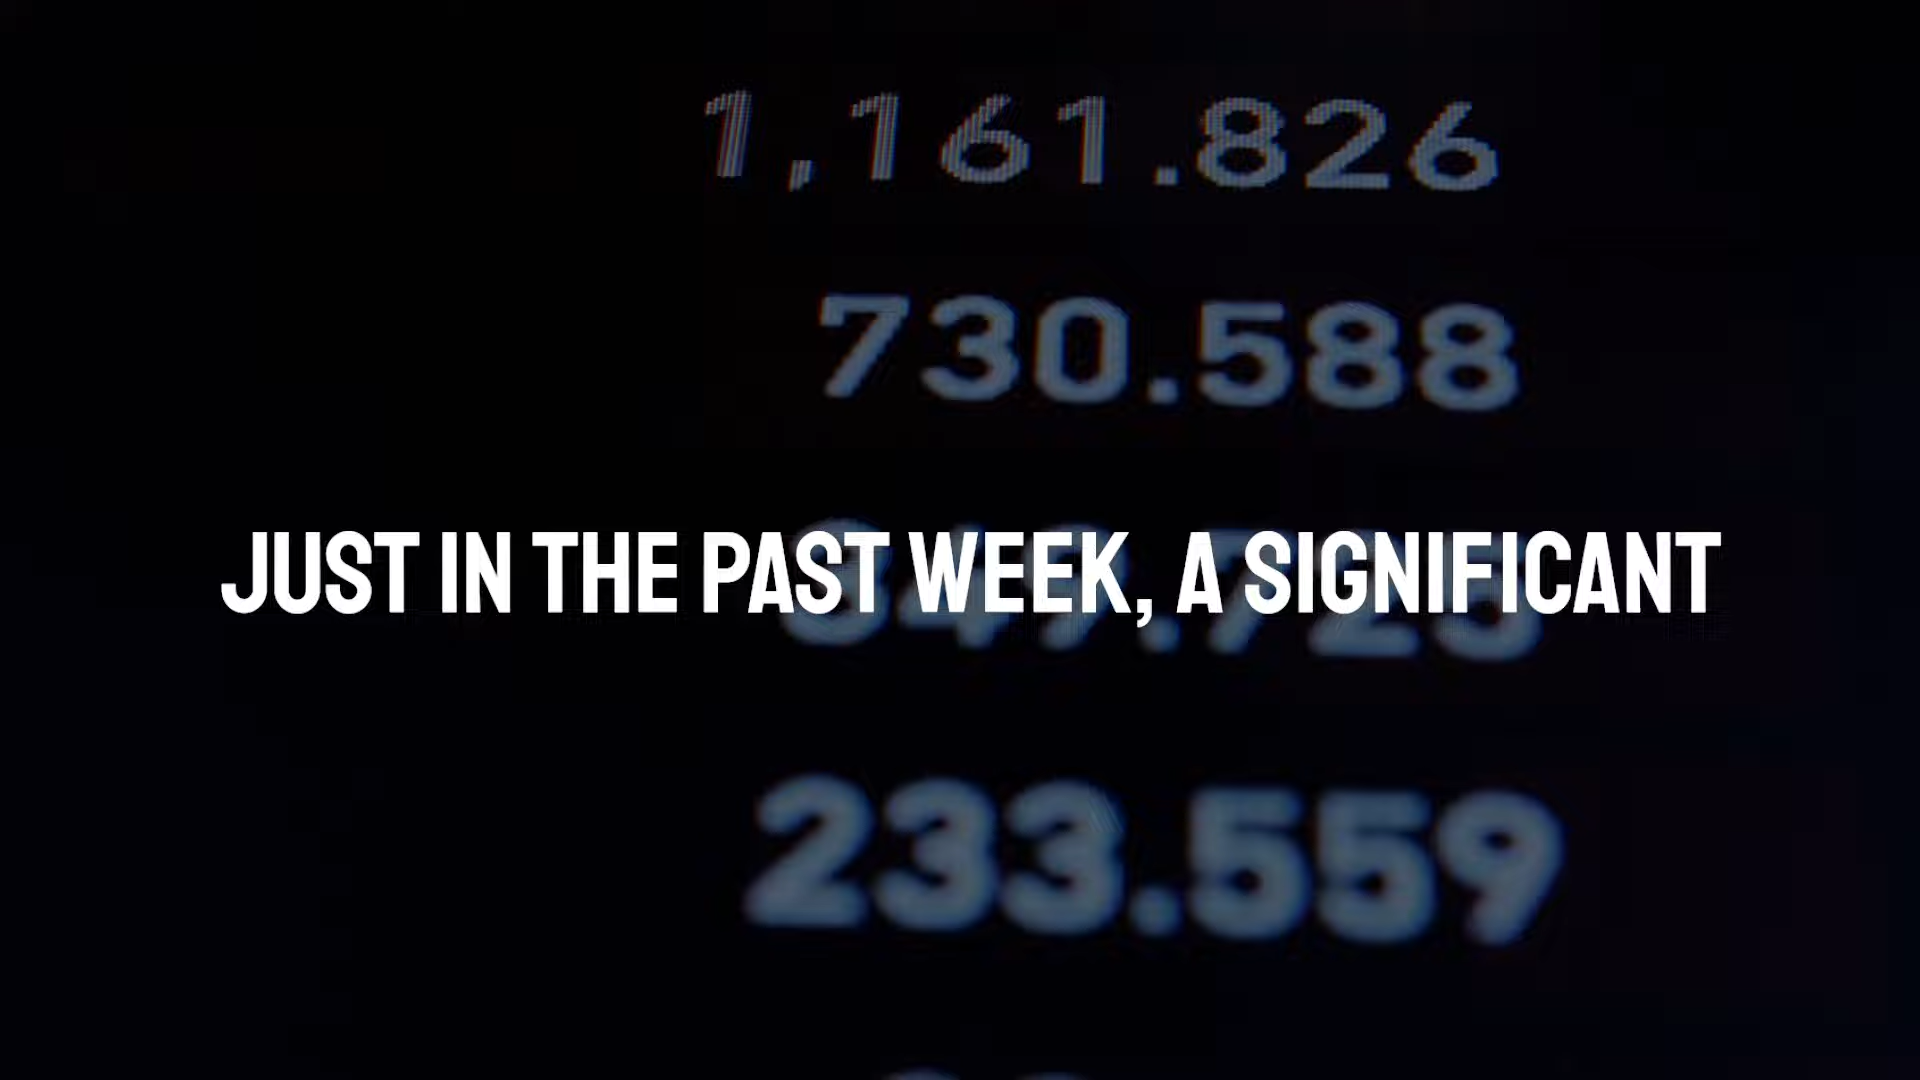 1,161.826
730.588
JUST IN THE PAST WEEK, A SIGNIFICANT
233.559